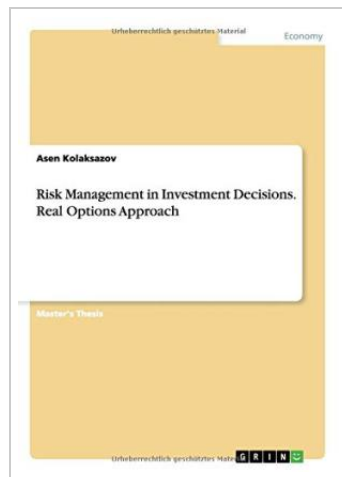 Urheberrechtlich geschütztes Material
Economy
Asen Kolaksazov
Risk Management in Investment Decisions.
Real Options Approach
Master's Thesis
Urheberrechtlich geschütztes Mate
GRIN